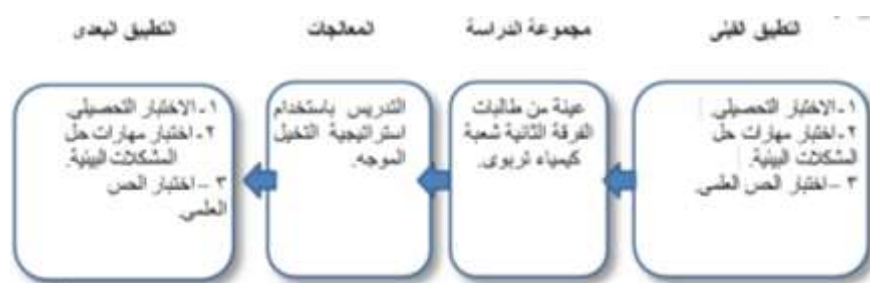 التطبيق القبلي
مجموعة الدراسة
المعالجات
التطبيق البعدى
١-الاختبار التحصيلي.
٢-اختبار مهارات حل
المشكلات البيئية.
٣ –اختبار الحس العلمى.
عينة من طالبات
الفرقة الثانية شعبة
كيمياء تربوى.
التدريس باستخدام
استراتيجية التخيل
الموجه.
١-الاختبار التحصيلي.
٢-اختبار مهارات حل
المشكلات البيئية.
٣ –اختبار الحس
العلمي.